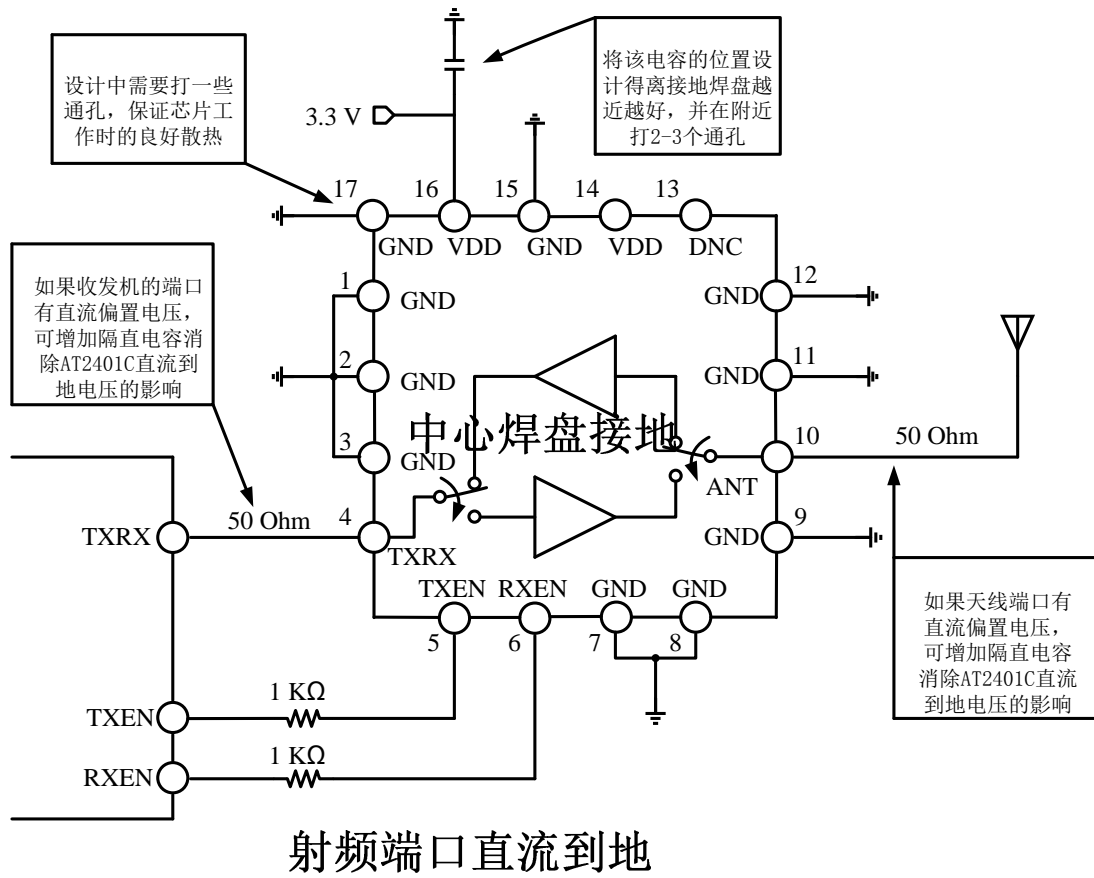 设计中需要打一些
通孔，保证芯片工
作时的良好散热
3.3 V
将该电容的位置设
计得离接地焊盘越
近越好，并在附近
打2-3个通孔
17
16
15
14
13
GND
VDD
GND
VDD
DNC
如果收发机的端口
有直流偏置电压，
可增加隔直电容消
除AT2401C直流到
地电压的影响
1
GND
2
GND
3
GND
12
GND
11
GND
中心焊盘接地
10
ANT
50 Ohm
TXRX
50 Ohm
4
TXRX
9
GND
TXEN
RXEN
GND
GND
5
6
7
8
如果天线端口有
直流偏置电压，
可增加隔直电容
消除AT2401C直流
到地电压的影响
TXEN
1 KΩ
RXEN
1 KΩ
射频端口直流到地